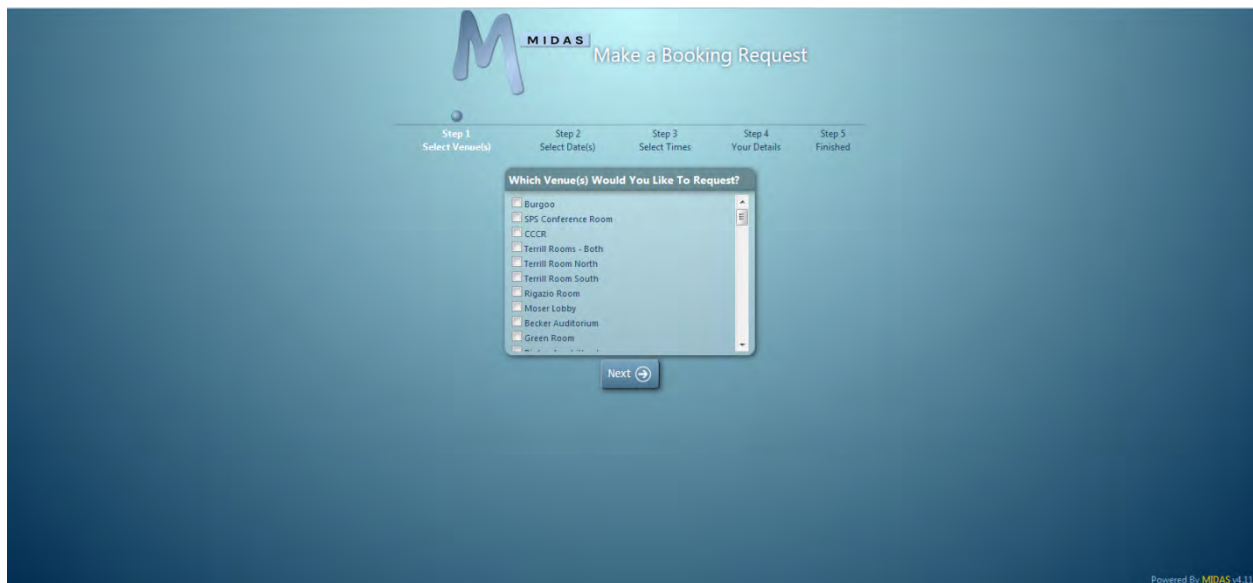 M
MIDAS
Make a Booking Request
Step 1
Select Venue(s)
Step 2
Select Date(s)
Step 3
Select Times
Step 4
Your Details
Step 5
Finished
Which Venue(s) Would You Like To Request?
Burgoo
SPS Conference Room
CCCR
Terrill Rooms - Both
Terrill Room North
Terrill Room South
Rigazio Room
Moser Lobby
Becker Auditorium
Green Room
Next
Powered By MIDAS v4.11